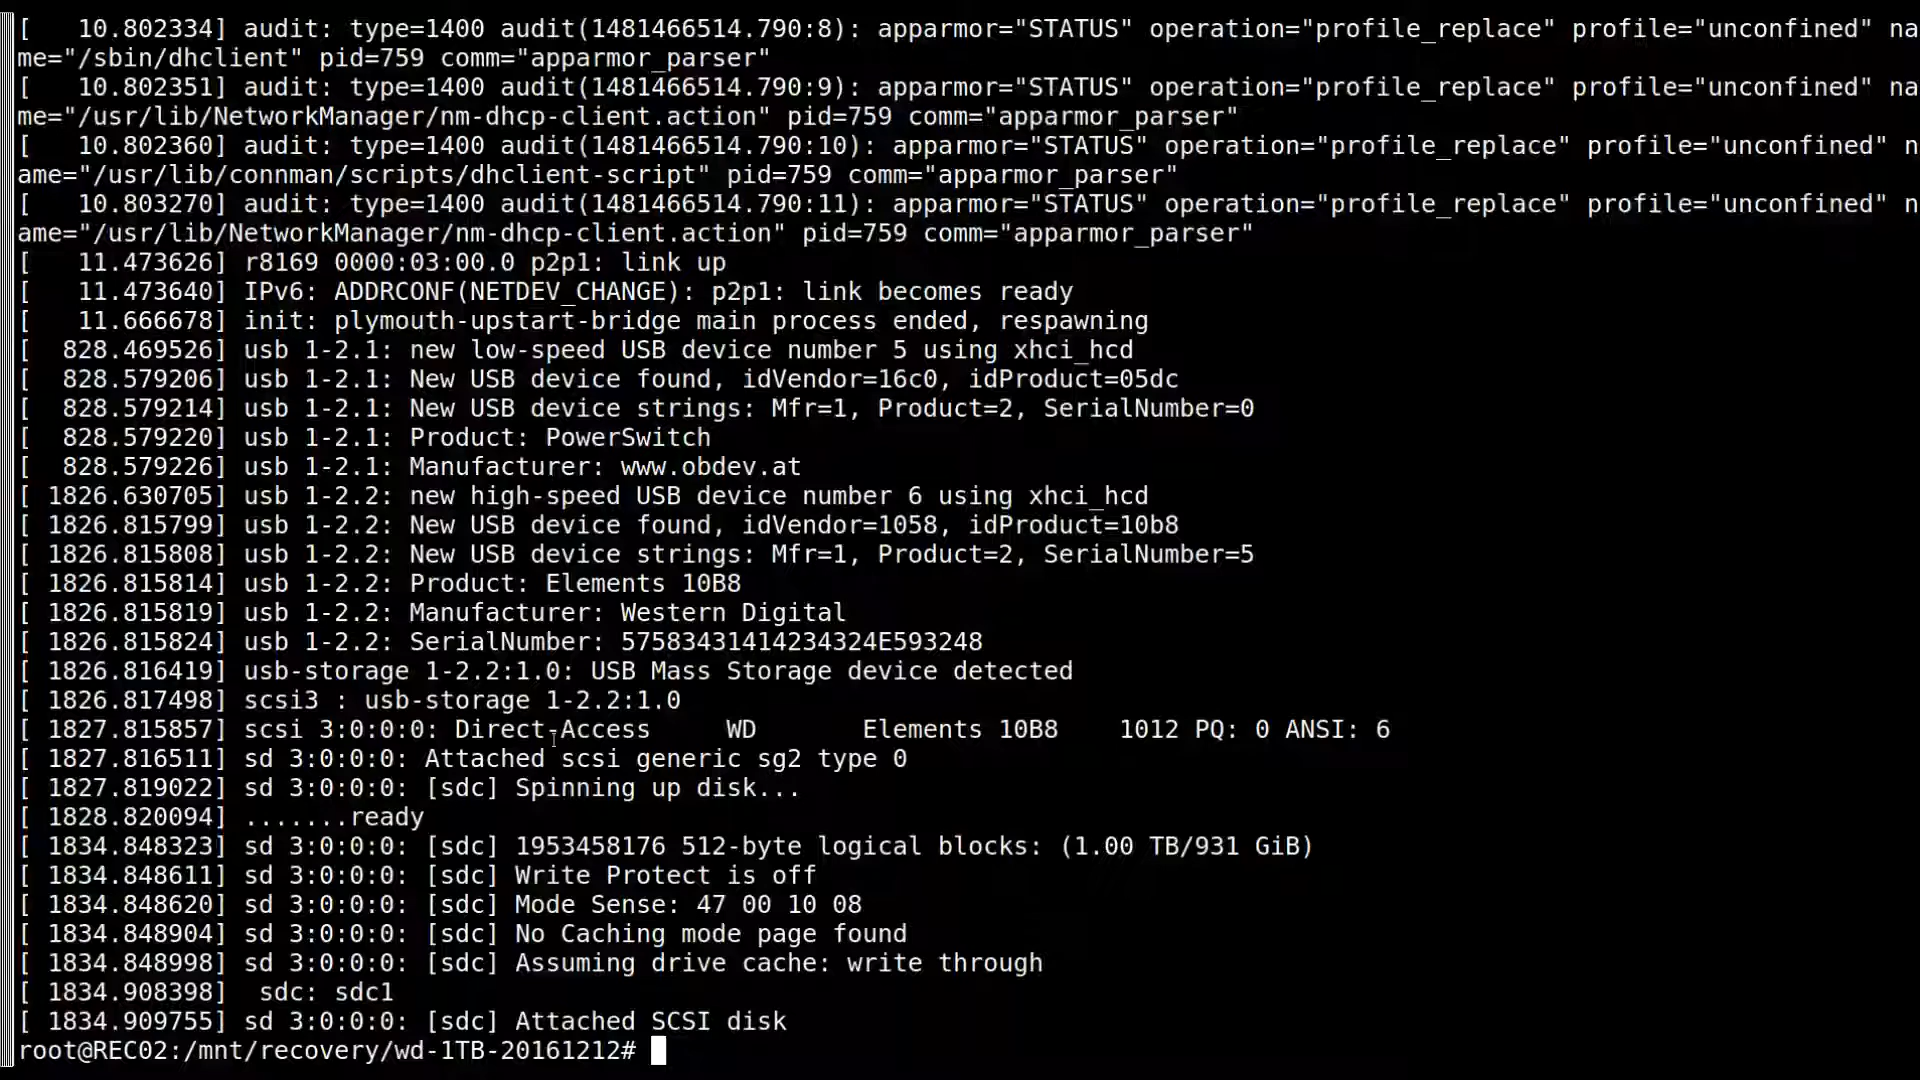 [   10.802334] audit: type=1400 audit(1481466514.790:8): apparmor="STATUS" operation="profile_replace" profile="unconfined" na
me="/sbin/dhclient" pid=759 comm="apparmor_parser"
[   10.802351] audit: type=1400 audit(1481466514.790:9): apparmor="STATUS" operation="profile_replace" profile="unconfined" na
me="/usr/lib/NetworkManager/nm-dhcp-client.action" pid=759 comm="apparmor_parser"
[   10.802360] audit: type=1400 audit(1481466514.790:10): apparmor="STATUS" operation="profile_replace" profile="unconfined" n
ame="/usr/lib/connman/scripts/dhclient-script" pid=759 comm="apparmor_parser"
[   10.803270] audit: type=1400 audit(1481466514.790:11): apparmor="STATUS" operation="profile_replace" profile="unconfined" n
ame="/usr/lib/NetworkManager/nm-dhcp-client.action" pid=759 comm="apparmor_parser"
[   11.473626] r8169 0000:03:00.0 p2p1: link up
[   11.473640] IPv6: ADDRCONF(NETDEV_CHANGE): p2p1: link becomes ready
[   11.666678] init: plymouth-upstart-bridge main process ended, respawning
[  828.469526] usb 1-2.1: new low-speed USB device number 5 using xhci_hcd
[  828.579206] usb 1-2.1: New USB device found, idVendor=16c0, idProduct=05dc
[  828.579214] usb 1-2.1: New USB device strings: Mfr=1, Product=2, SerialNumber=0
[  828.579220] usb 1-2.1: Product: PowerSwitch
[  828.579226] usb 1-2.1: Manufacturer: www.obdev.at
[ 1826.630705] usb 1-2.2: new high-speed USB device number 6 using xhci_hcd
[ 1826.815799] usb 1-2.2: New USB device found, idVendor=1058, idProduct=10b8
[ 1826.815808] usb 1-2.2: New USB device strings: Mfr=1, Product=2, SerialNumber=5
[ 1826.815814] usb 1-2.2: Product: Elements 10B8
[ 1826.815819] usb 1-2.2: Manufacturer: Western Digital
[ 1826.815824] usb 1-2.2: SerialNumber: 57583431414234324E593248
[ 1826.816419] usb-storage 1-2.2:1.0: USB Mass Storage device detected
[ 1826.817498] scsi3 : usb-storage 1-2.2:1.0
[ 1827.815857] scsi 3:0:0:0: Direct-Access     WD       Elements 10B8    1012 PQ: 0 ANSI: 6
[ 1827.816511] sd 3:0:0:0: Attached scsi generic sg2 type 0
[ 1827.819022] sd 3:0:0:0: [sdc] Spinning up disk...
[ 1828.820094] .......ready
[ 1834.848323] sd 3:0:0:0: [sdc] 1953458176 512-byte logical blocks: (1.00 TB/931 GiB)
[ 1834.848611] sd 3:0:0:0: [sdc] Write Protect is off
[ 1834.848620] sd 3:0:0:0: [sdc] Mode Sense: 47 00 10 08
[ 1834.848904] sd 3:0:0:0: [sdc] No Caching mode page found
[ 1834.848998] sd 3:0:0:0: [sdc] Assuming drive cache: write through
[ 1834.908398]  sdc: sdc1
[ 1834.909755] sd 3:0:0:0: [sdc] Attached SCSI disk
root@REC02:/mnt/recovery/wd-1TB-20161212#